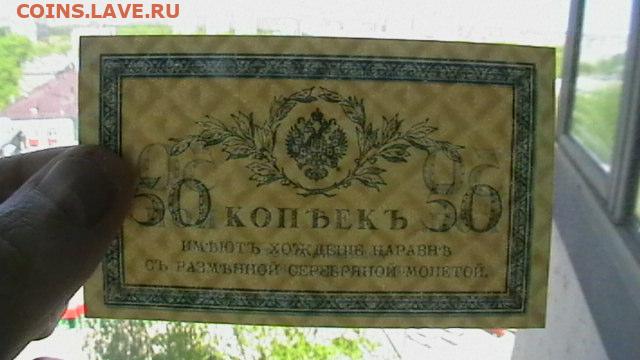 COINS.LAVE.RU
50 КОПѢЕКЪ 50
ИМѢЮТЪ ХОЖДЕНІЕ НАРАВНѢ
СЪ РАЗМѢННОЙ СЕРЕБРЯНОЙ МОНЕТОЙ.